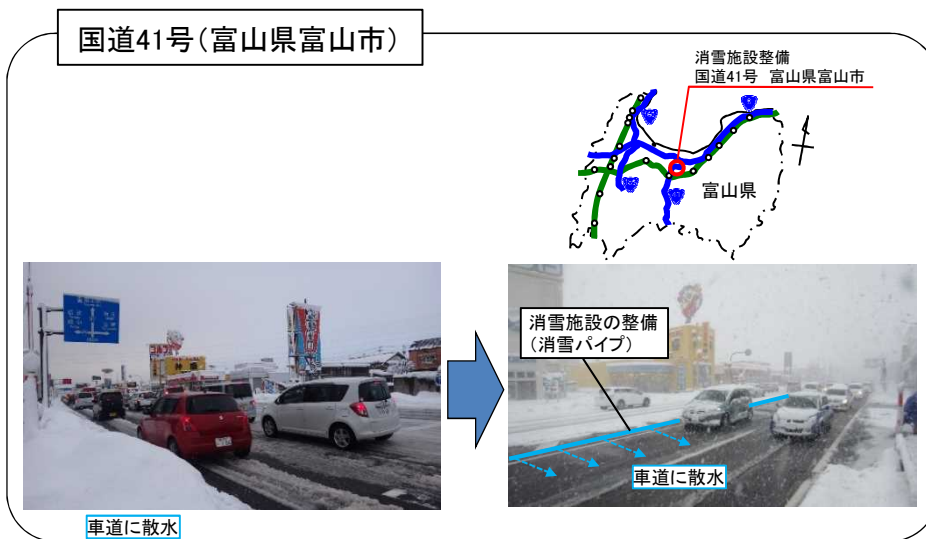 国道41号(富山県富山市)
消雪施設整備
国道41号 富山県富山市
富山県
消雪施設の整備
(消雪パイプ)
車道に散水
車道に散水